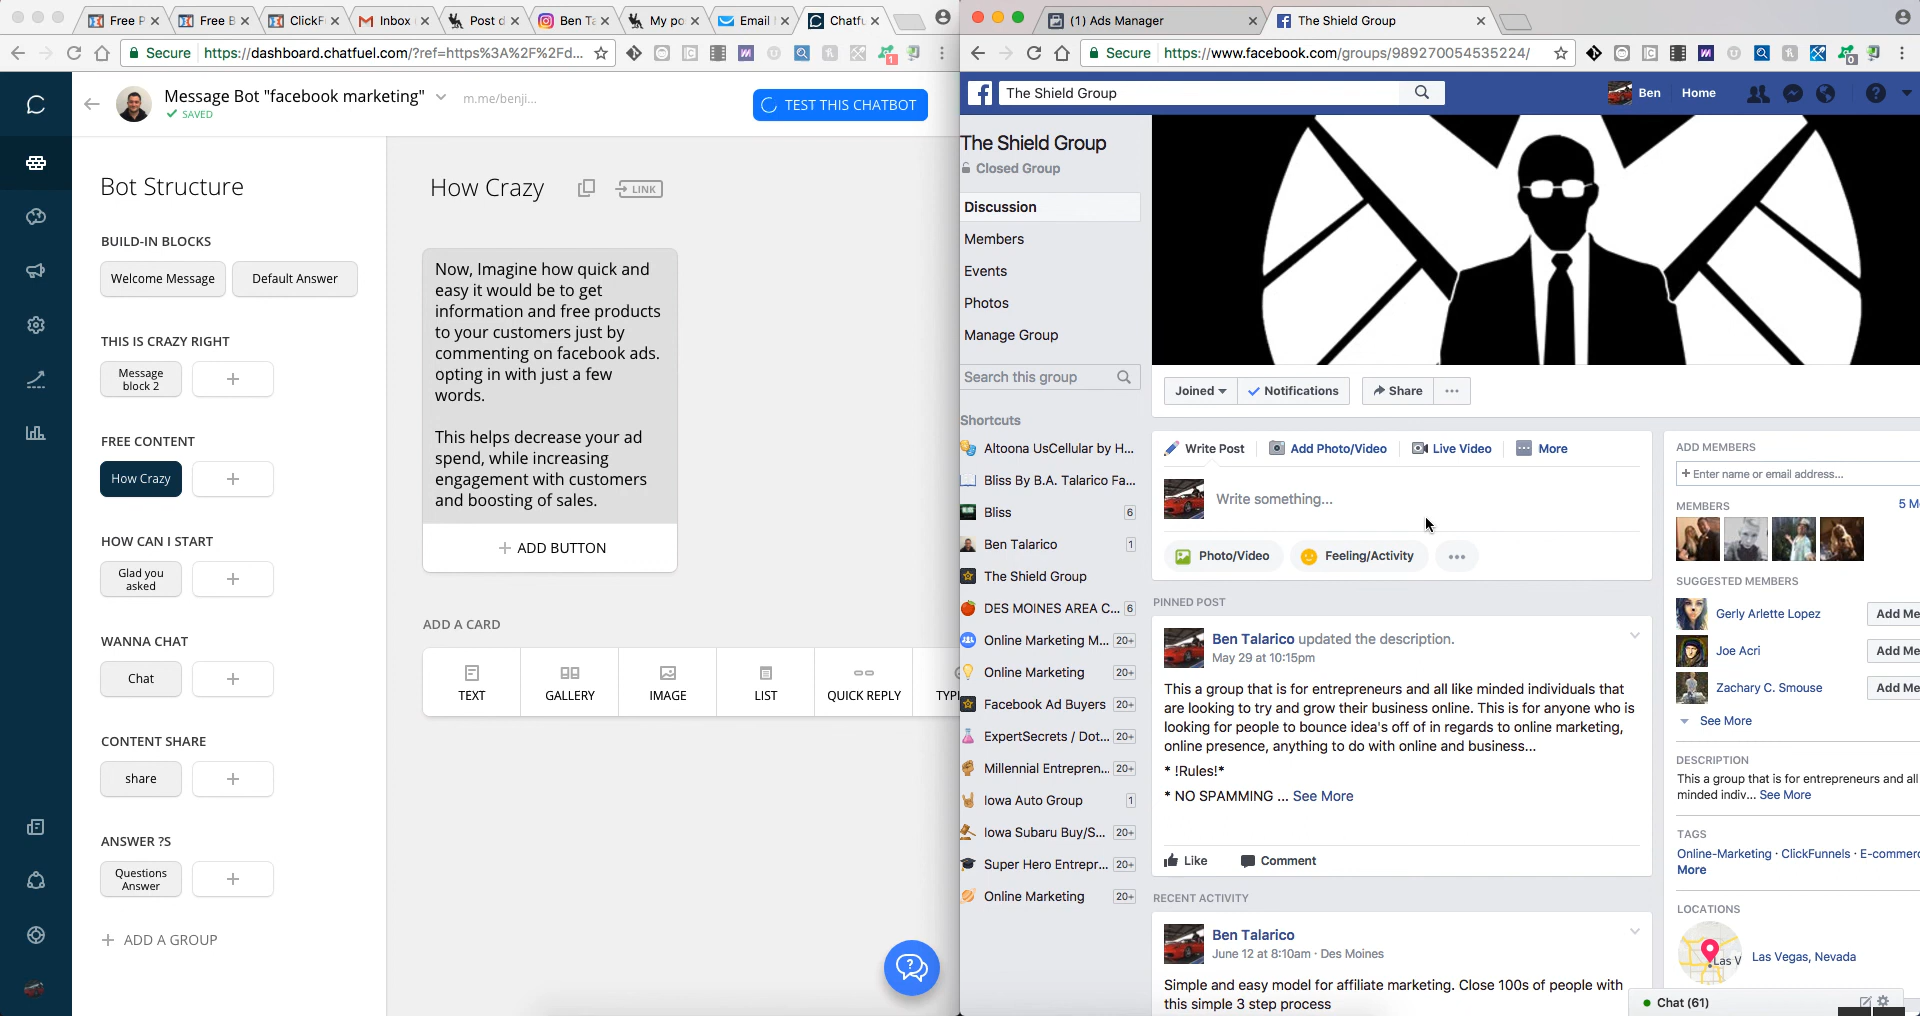 Free P
Free B
ClickF
Inbox
Post d
Ben Ta
My po
Email
Chatfu
Secure
https://dashboard.chatfuel.com/?ref=https%3A%2F%2Fd...
1
Message Bot "facebook marketing"
m.me/benji...
SAVED
TEST THIS CHATBOT
Bot Structure
BUILD-IN BLOCKS
Welcome Message
Default Answer
THIS IS CRAZY RIGHT
Message
block 2
FREE CONTENT
How Crazy
HOW CAN I START
Glad you
asked
WANNA CHAT
Chat
CONTENT SHARE
share
ANSWER ?S
Questions
Answer
+ ADD A GROUP
How Crazy
LINK
Now, Imagine how quick and
easy it would be to get
information and free products
to your customers just by
commenting on facebook ads.
opting in with just a few
words.
This helps decrease your ad
spend, while increasing
engagement with customers
and boosting of sales.
+ ADD BUTTON
ADD A CARD
TEXT
GALLERY
IMAGE
LIST
QUICK REPLY
TYPI
(1) Ads Manager
The Shield Group
Secure
https://www.facebook.com/groups/989270054535224/
0
The Shield Group
Ben
Home
The Shield Group
Closed Group
Discussion
Members
Events
Photos
Manage Group
Search this group
Shortcuts
Altoona UsCellular by H...
Bliss By B.A. Talarico Fa...
Bliss 6
Ben Talarico 1
The Shield Group
DES MOINES AREA C... 6
Online Marketing M... 20+
Online Marketing 20+
Facebook Ad Buyers 20+
ExpertSecrets / Dot... 20+
Millennial Entrepren... 20+
Iowa Auto Group 1
Iowa Subaru Buy/S... 20+
Super Hero Entrepr... 20+
Online Marketing 20+
Joined
Notifications
Share
Write Post
Add Photo/Video
Live Video
More
Write something...
Photo/Video
Feeling/Activity
PINNED POST
Ben Talarico updated the description.
May 29 at 10:15pm
This a group that is for entrepreneurs and all like minded individuals that
are looking to try and grow their business online. This is for anyone who is
looking for people to bounce idea's off of in regards to online marketing,
online presence, anything to do with online and business...
* !Rules!*
* NO SPAMMING ... See More
Like
Comment
RECENT ACTIVITY
Ben Talarico
June 12 at 8:10am · Des Moines
Simple and easy model for affiliate marketing. Close 100s of people with
this simple 3 step process
ADD MEMBERS
+ Enter name or email address...
MEMBERS
5 M
SUGGESTED MEMBERS
Gerly Arlette Lopez
Add Me
Joe Acri
Add Me
Zachary C. Smouse
Add Me
See More
DESCRIPTION
This a group that is for entrepreneurs and all
minded indiv... See More
TAGS
Online-Marketing · ClickFunnels · E-commerc
More
LOCATIONS
Las V
Las Vegas, Nevada
Chat (61)